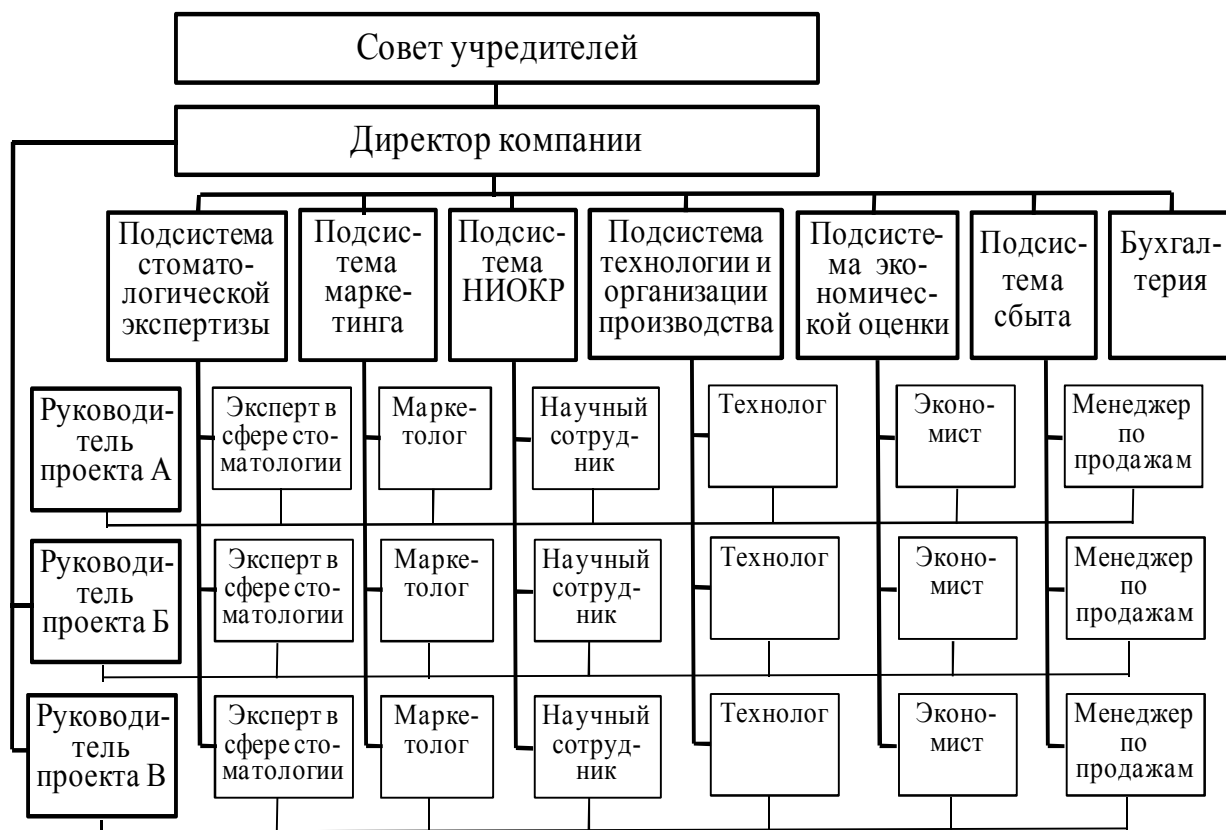 Совет учредителей
Директор компании
Подсистема
стомато-
логической
экспертизы
Подсис-
тема
марке-
тинга
Подсис-
тема
НИОКР
Подсистема
технологии и
организации
производства
Подсисте-
ма эко-
номичес-
кой оценки
Подсис-
тема
сбыта
Бухгал-
терия
Руководи-
тель
проекта А
Эксперт в
сфере сто-
матологии
Марке-
толог
Научный
сотруд-
ник
Технолог
Эконо-
мист
Менеджер
по
продажам
Руководи-
тель
проекта Б
Эксперт в
сфере сто-
матологии
Марке-
толог
Научный
сотруд-
ник
Технолог
Эконо-
мист
Менеджер
по
продажам
Руководи-
тель
проекта В
Эксперт в
сфере сто-
матологии
Марке-
толог
Научный
сотруд-
ник
Технолог
Эконо-
мист
Менеджер
по
продажам